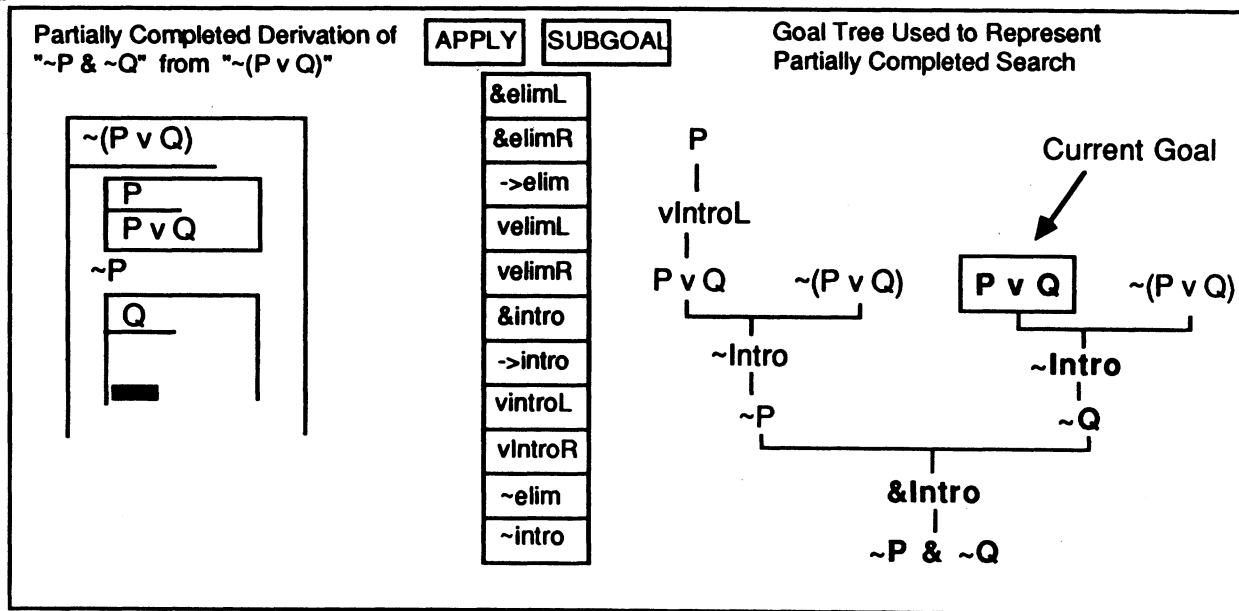 Partially Completed Derivation of
"~P & ~Q" from "~(P v Q)"
APPLY
SUBGOAL
Goal Tree Used to Represent
Partially Completed Search
~(P v Q)
P
P v Q
~P
Q
&elimL
&elimR
->elim
velimL
velimR
&intro
->intro
vintroL
vIntroR
~elim
~intro
Current Goal
P
vIntroL
P v Q ~(P v Q) P v Q ~(P v Q)
~Intro ~Intro
~P ~Q
&Intro
~P & ~Q